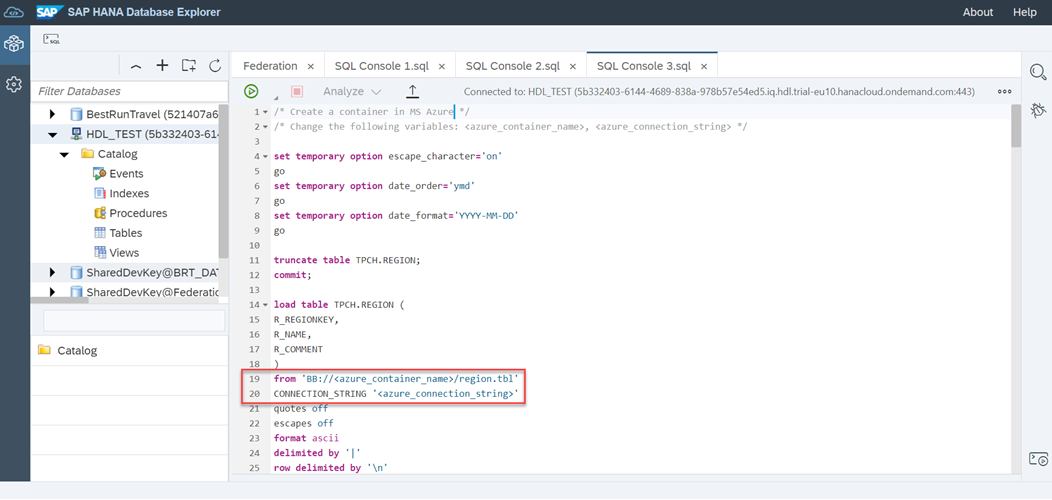 SAP SAP HANA Database Explorer About Help
SQL
Filter Databases
BestRunTravel (521407a6
HDL_TEST (5b332403-614
Catalog
Events
Indexes
Procedures
Tables
Views
SharedDevKey@BRT_DAT
SharedDevKey@Federatio
Catalog
Federation × SQL Console 1.sql × SQL Console 2.sql × SQL Console 3.sql ×
Analyze Connected to: HDL_TEST (5b332403-6144-4689-838a-978b57e54ed5.iq.hdl.trial-eu10.hanacloud.ondemand.com:443)
1 /* Create a container in MS Azure */
2 /* Change the following variables: <azure_container_name>, <azure_connection_string> */
3
4 set temporary option escape_character='on'
5 go
6 set temporary option date_order='ymd'
7 go
8 set temporary option date_format='YYYY-MM-DD'
9 go
10
11 truncate table TPCH.REGION;
12 commit;
13
14 load table TPCH.REGION (
15 R_REGIONKEY,
16 R_NAME,
17 R_COMMENT
18 )
19 from 'BB://<azure_container_name>/region.tbl'
20 CONNECTION_STRING '<azure_connection_string>'
21 quotes off
22 escapes off
23 format ascii
24 delimited by '|'
25 row delimited by '\n'